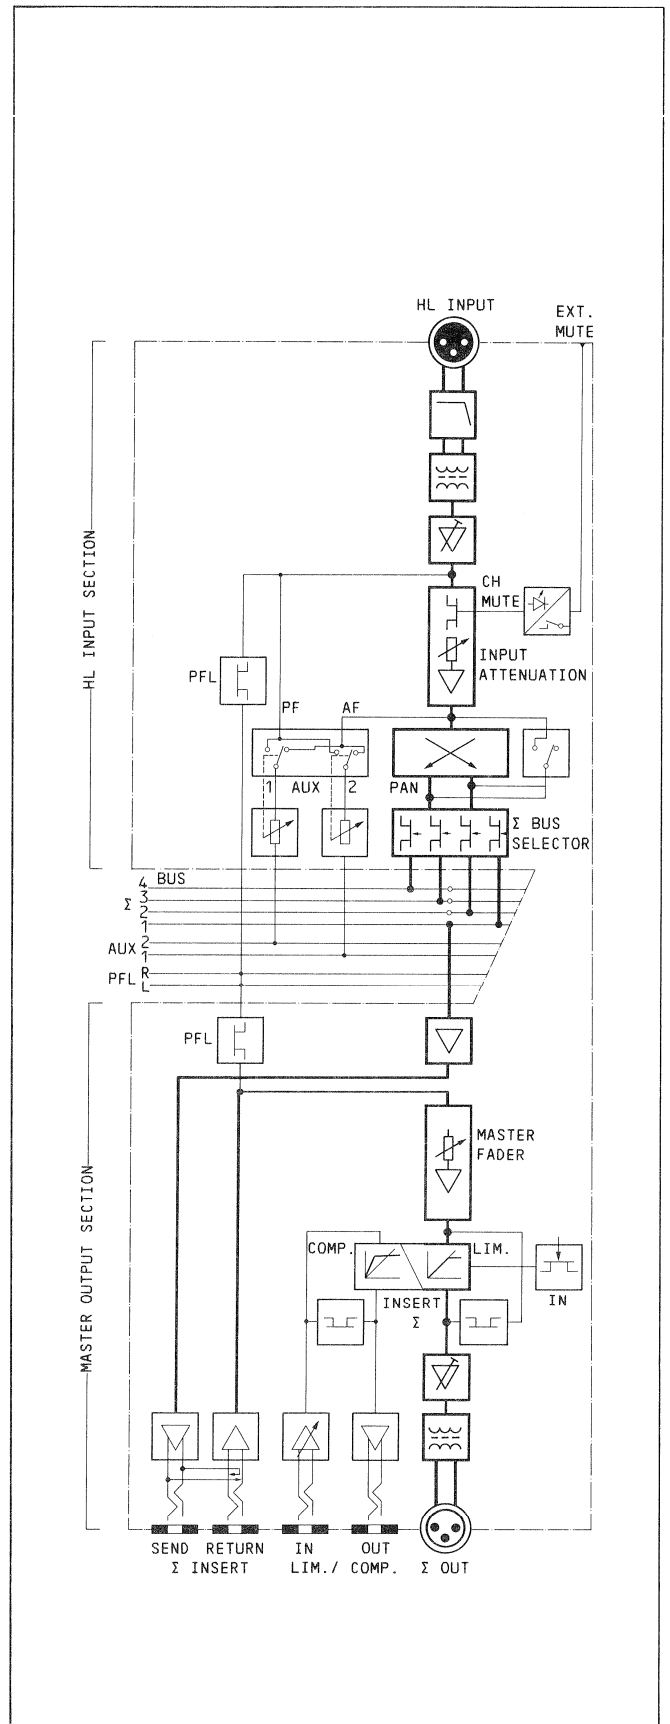 HL INPUT
EXT.
MUTE
HL INPUT SECTION
CH
MUTE
INPUT
ATTENUATION
PFL
PF
AF
1 AUX 2
PAN
Σ BUS
SELECTOR
4 BUS
3
Σ 2
1
AUX 2
1
PFL R
L
PFL
MASTER OUTPUT SECTION
MASTER
FADER
COMP.
LIM.
INSERT
Σ
IN
SEND RETURN IN OUT
Σ INSERT LIM./ COMP. Σ OUT